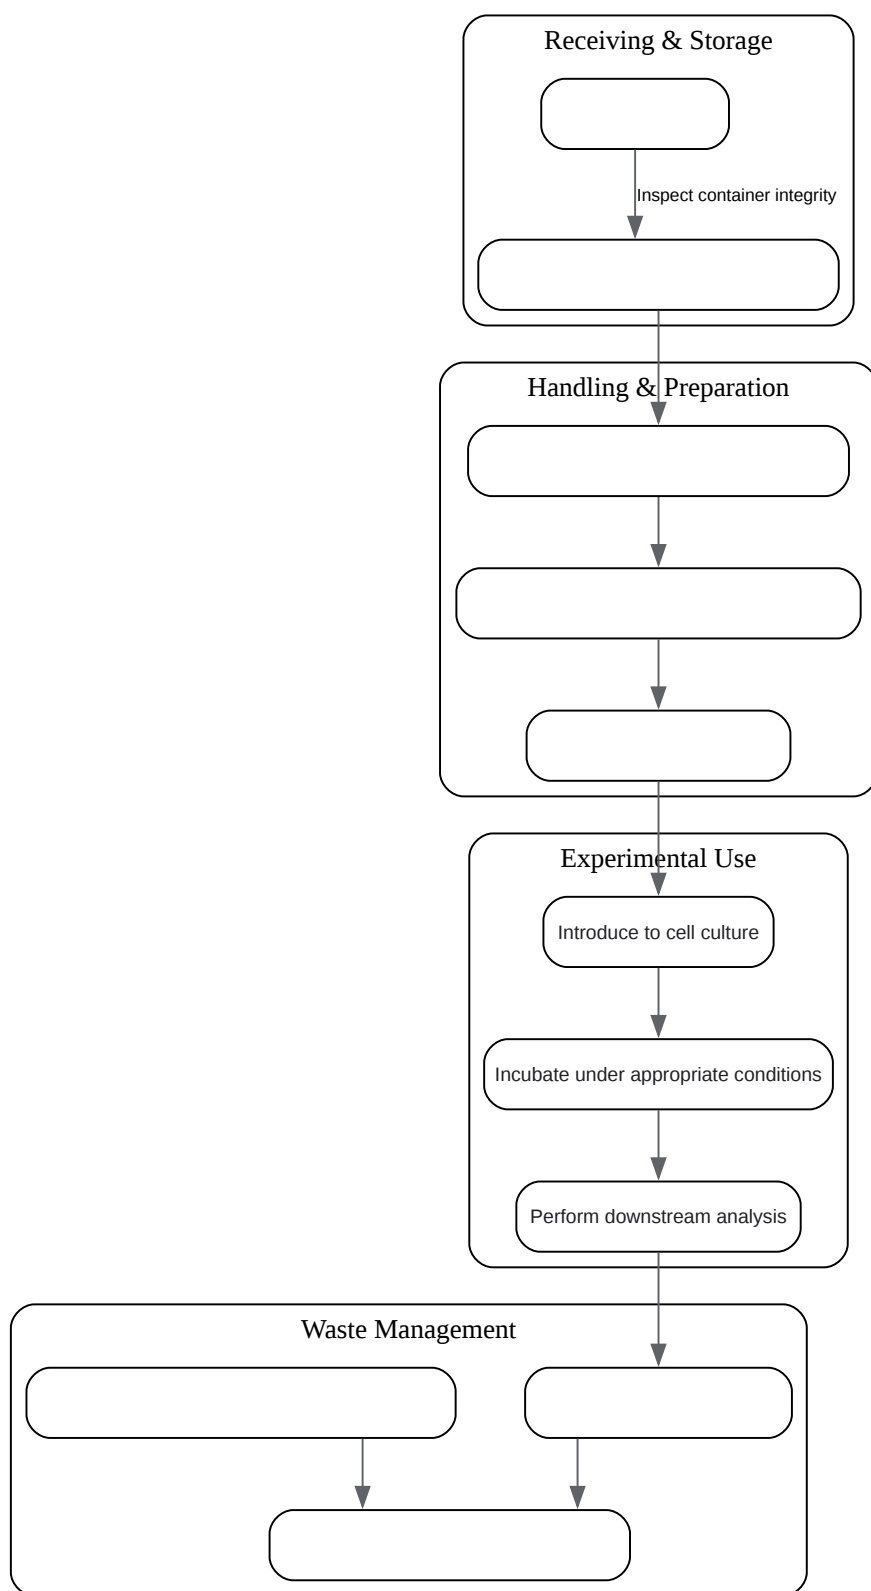 Receiving & Storage
Inspect container integrity
Handling & Preparation
Experimental Use
Introduce to cell culture
Incubate under appropriate conditions
Perform downstream analysis
Waste Management